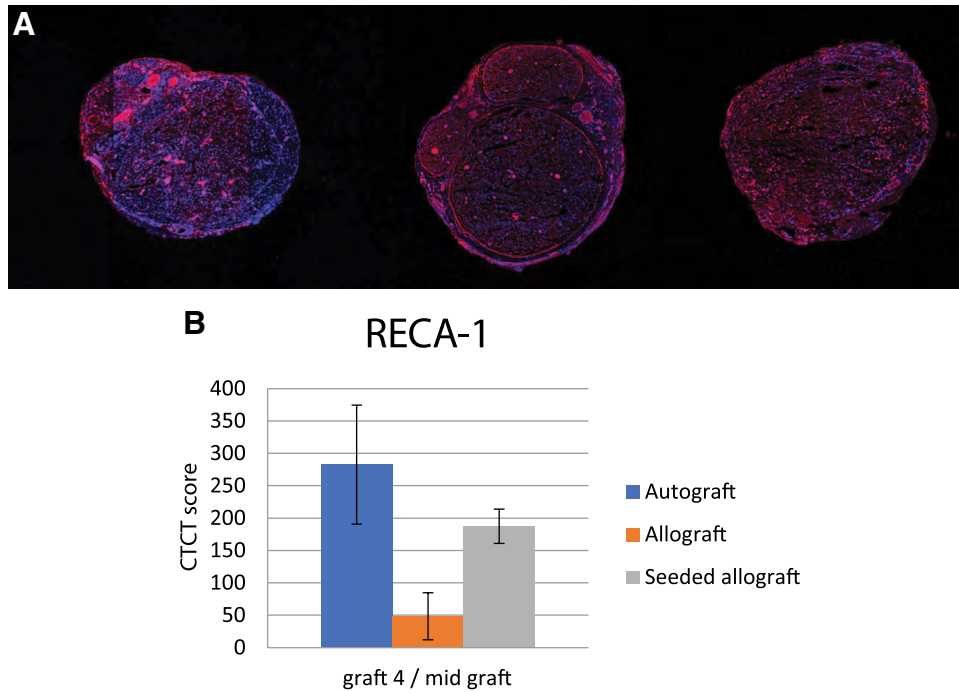 A
B
RECA-1
400
350
300
250
200
150
100
50
0
CTCT score
graft 4 / mid graft
Autograft
Allograft
Seeded allograft